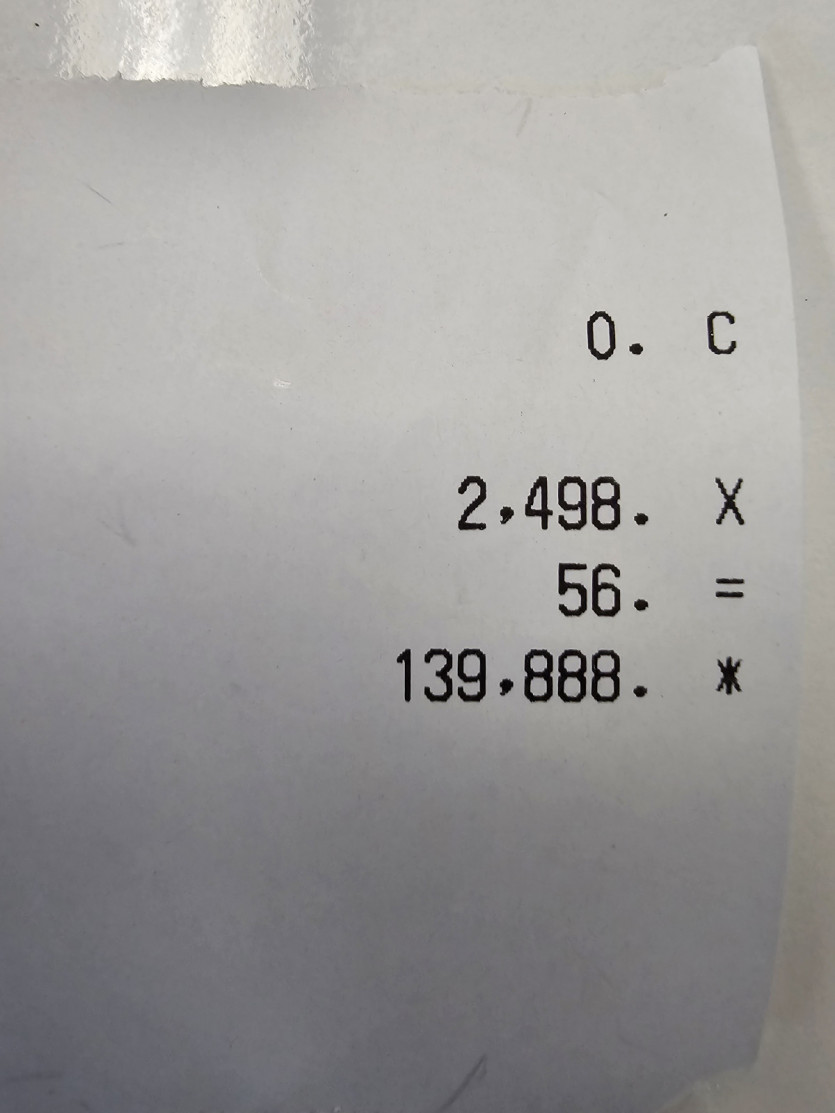 0. C
2,498. X
56. =
139,888. *